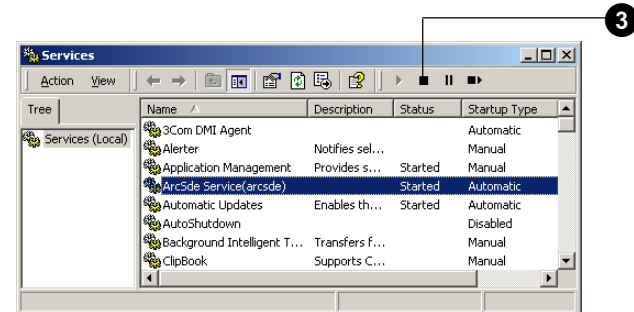 3
Services
Action View
Tree
Name Description Status Startup Type
Services (Local)
3Com DMI Agent Automatic
Alerter Notifies sel... Manual
Application Management Provides s... Started Manual
ArcSde Service(arcsde) Started Automatic
Automatic Updates Enables th... Started Automatic
AutoShutdown Disabled
Background Intelligent T... Transfers f... Manual
ClipBook Supports C... Manual